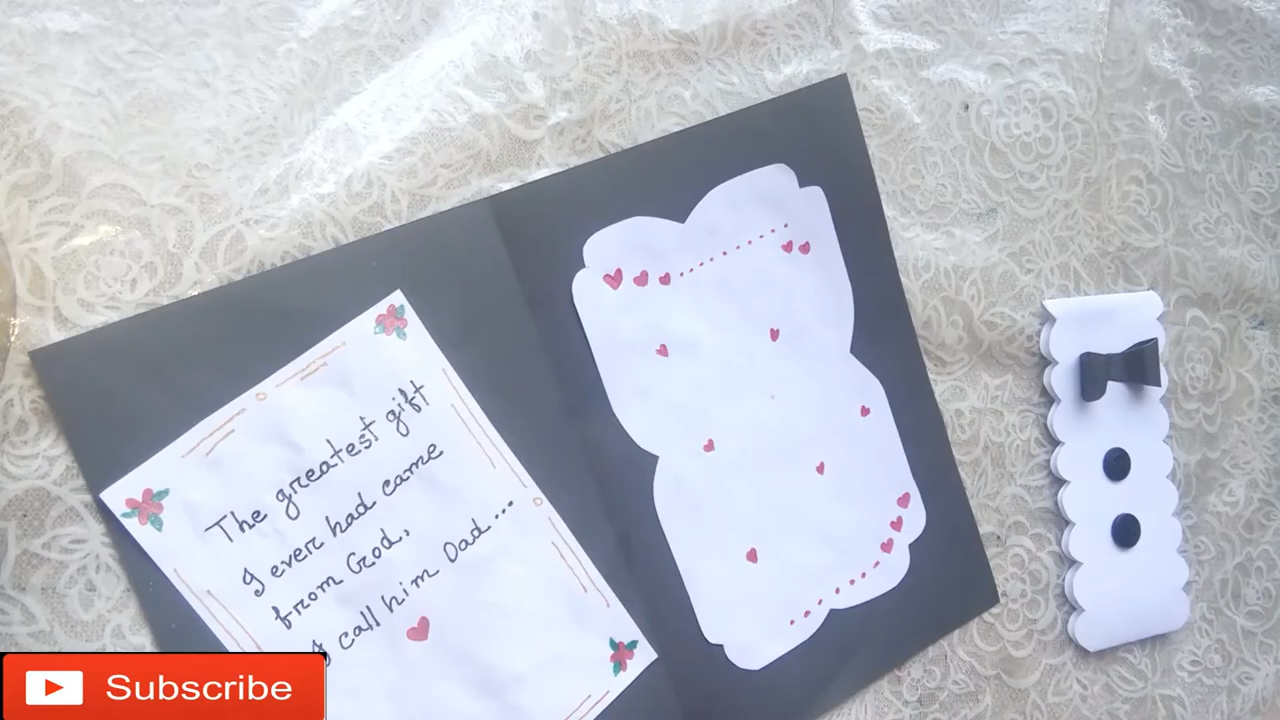 The greatest gift
I ever had came
from God,
I call him Dad...
Subscribe